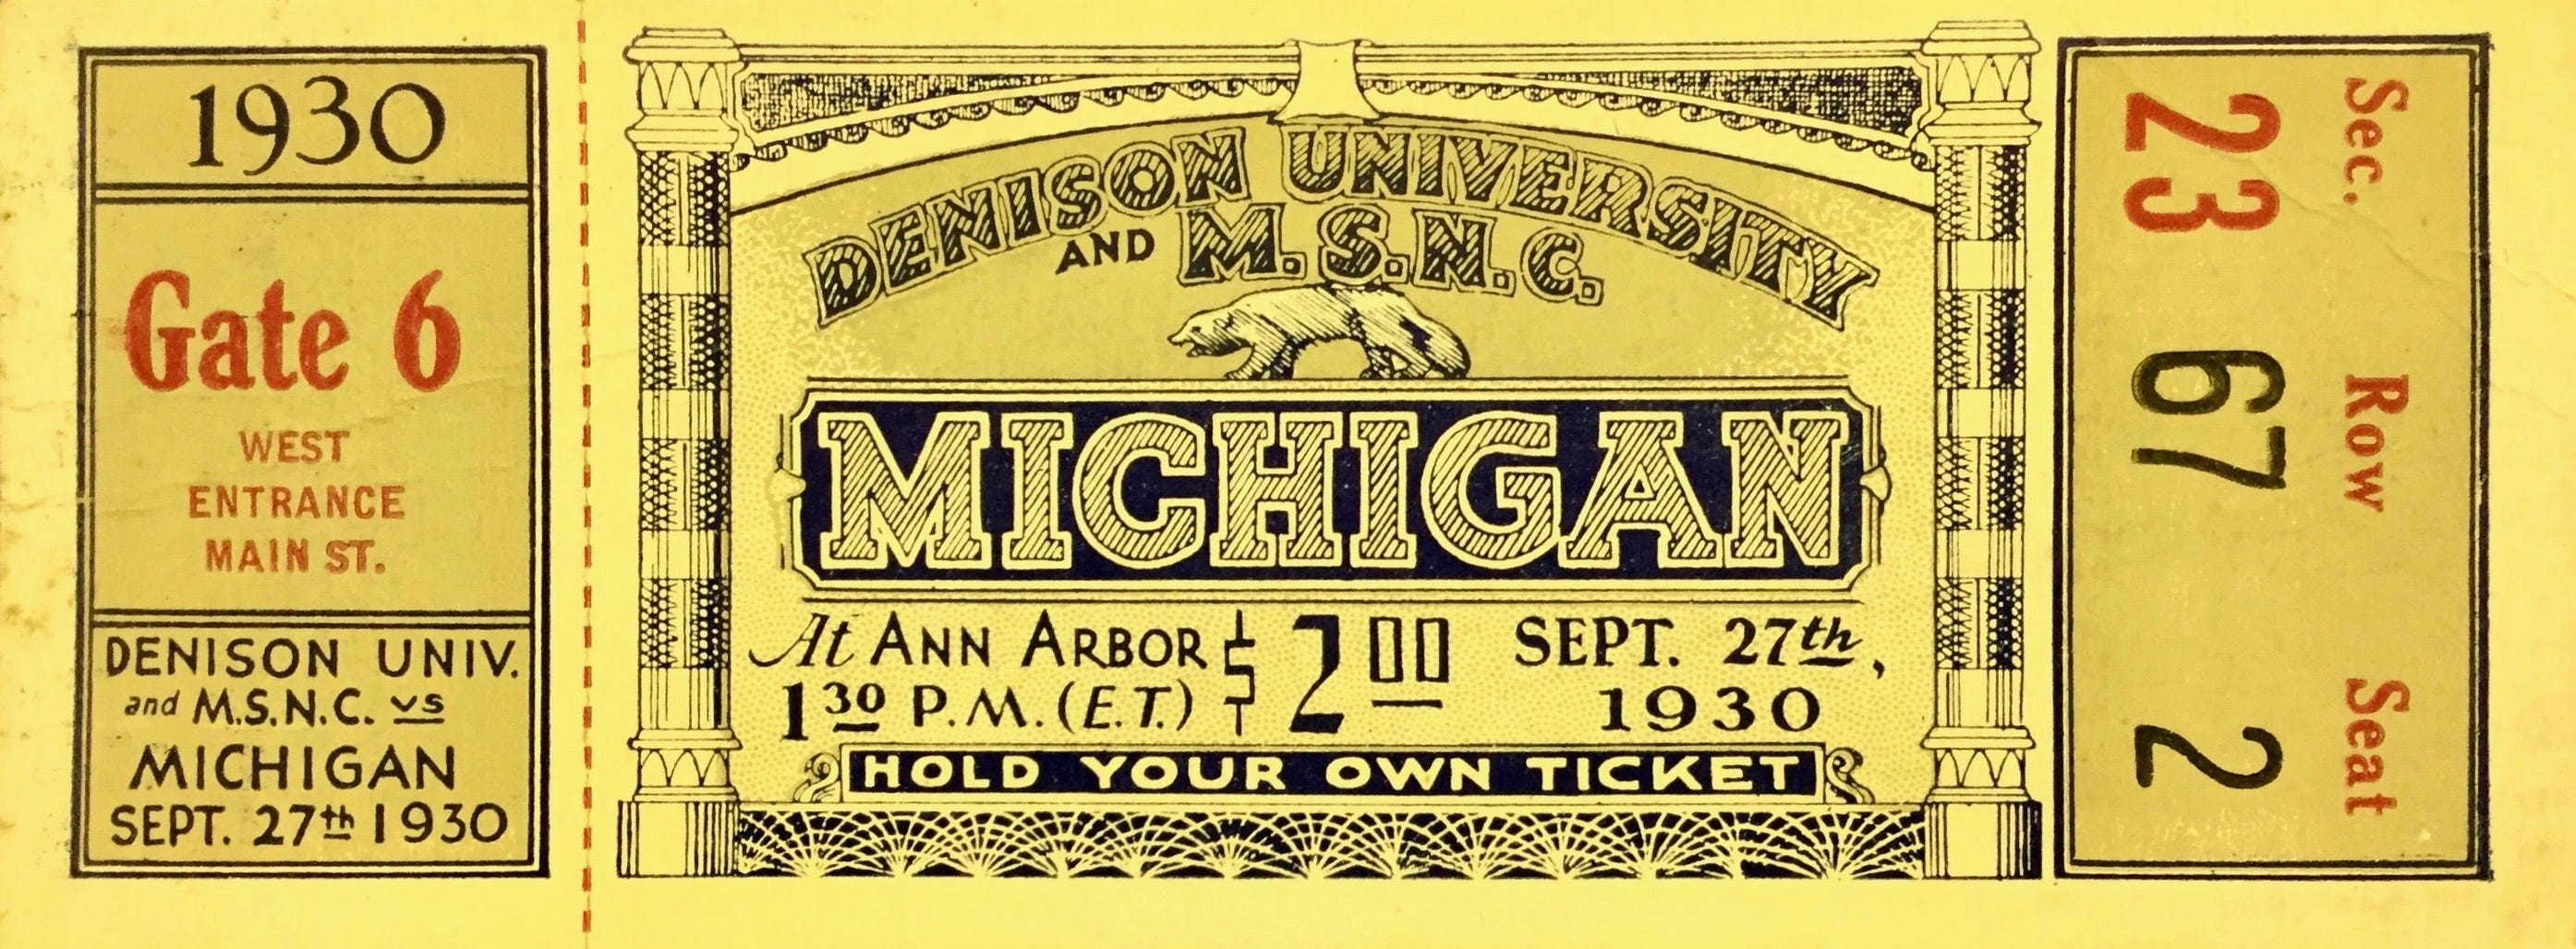 1930
Gate 6
WEST
ENTRANCE
MAIN ST.
DENISON UNIV.
and M.S.N.C. vs
MICHIGAN
SEPT. 27th 1930
DENISON UNIVERSITY
AND M.S.N.C.
MICHIGAN
At ANN ARBOR $2.00 SEPT. 27th,
130 P.M. (E.T.) 1930
HOLD YOUR OWN TICKET
Sec. Row Seat
23 67 2